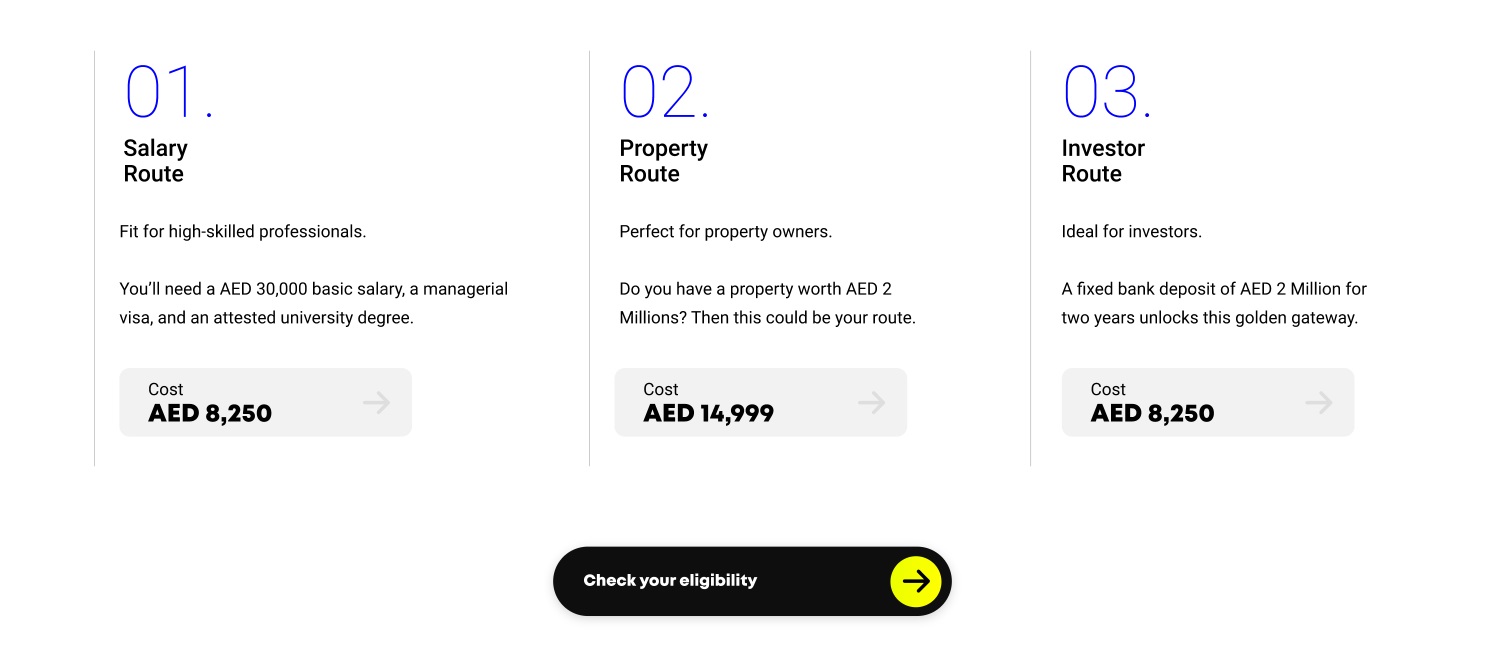 01.
Salary
Route
Fit for high-skilled professionals.
You’ll need a AED 30,000 basic salary, a managerial
visa, and an attested university degree.
Cost
AED 8,250
02.
Property
Route
Perfect for property owners.
Do you have a property worth AED 2
Millions? Then this could be your route.
Cost
AED 14,999
03.
Investor
Route
Ideal for investors.
A fixed bank deposit of AED 2 Million for
two years unlocks this golden gateway.
Cost
AED 8,250
Check your eligibility